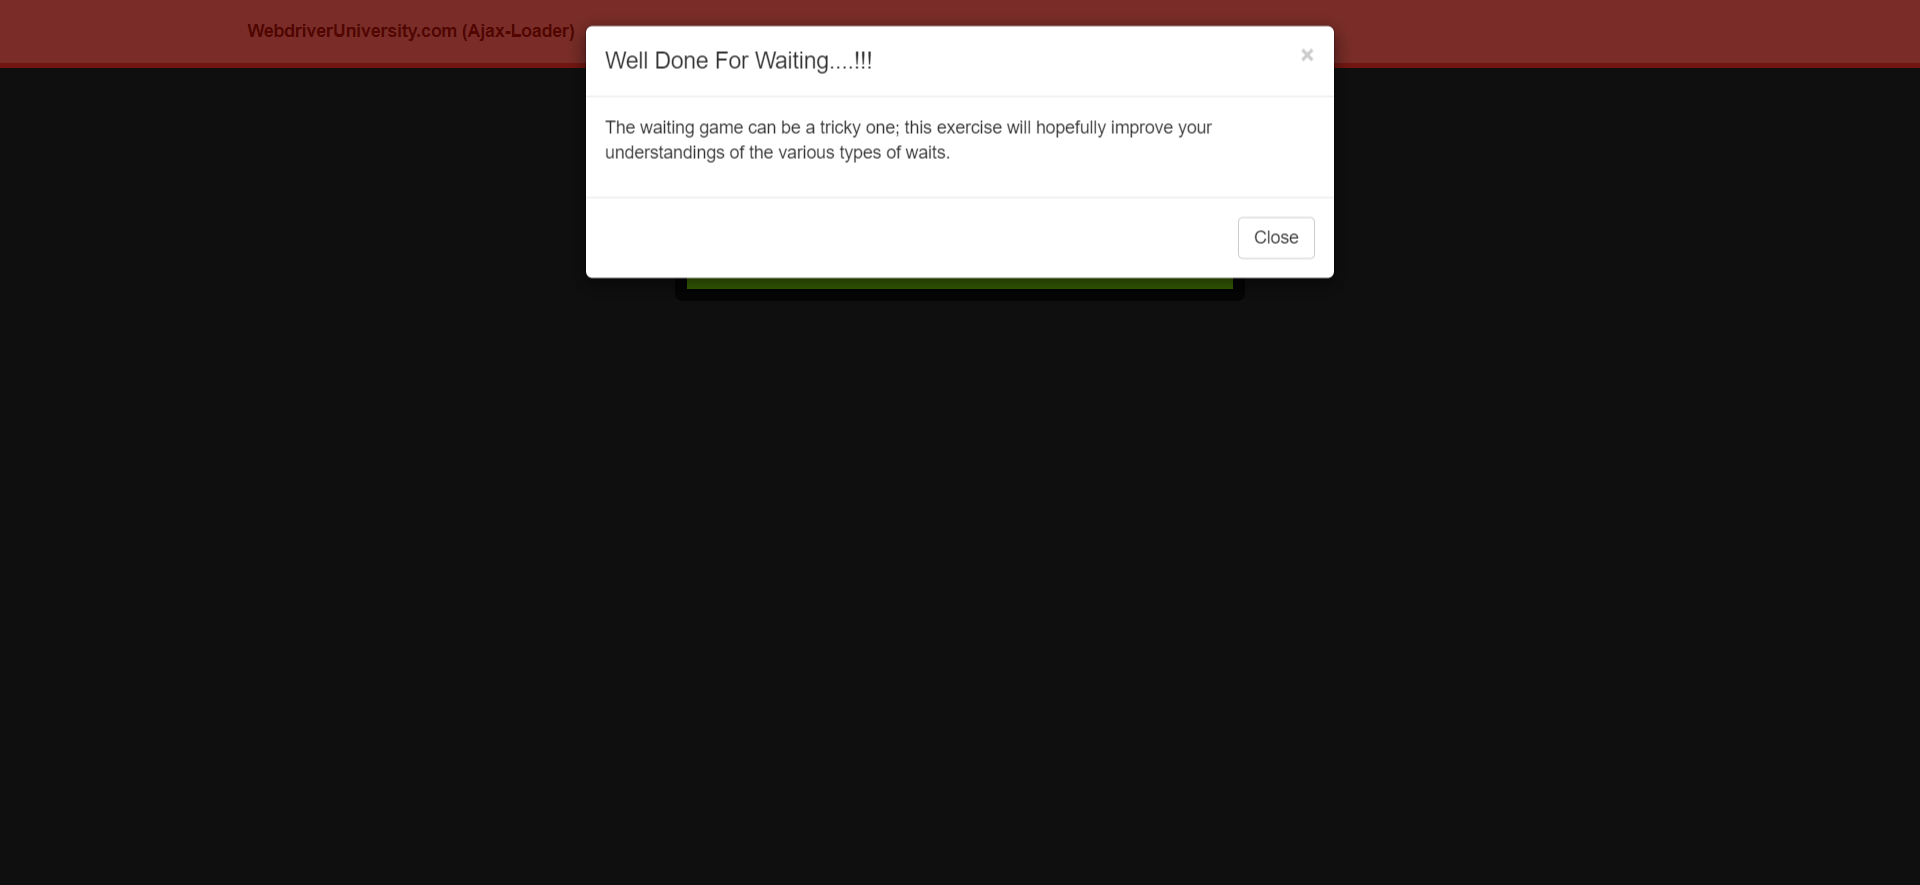 WebdriverUniversity.com (Ajax-Loader)
Well Done For Waiting....!!!
×
The waiting game can be a tricky one; this exercise will hopefully improve your
understandings of the various types of waits.
Close